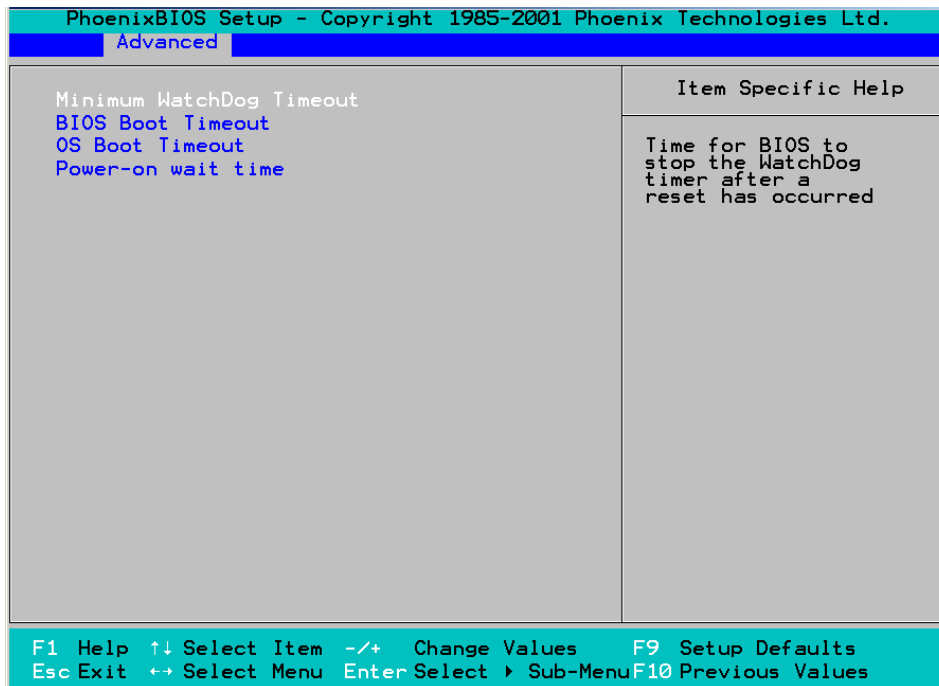 PhoenixBIOS Setup - Copyright 1985-2001 Phoenix Technologies Ltd.
Advanced
Minimum WatchDog Timeout
BIOS Boot Timeout
OS Boot Timeout
Power-on wait time
Item Specific Help
Time for BIOS to
stop the WatchDog
timer after a
reset has occurred
F1 Help ↑↓ Select Item -/+ Change Values F9 Setup Defaults
Esc Exit ←→ Select Menu Enter Select ▸ Sub-Menu F10 Previous Values